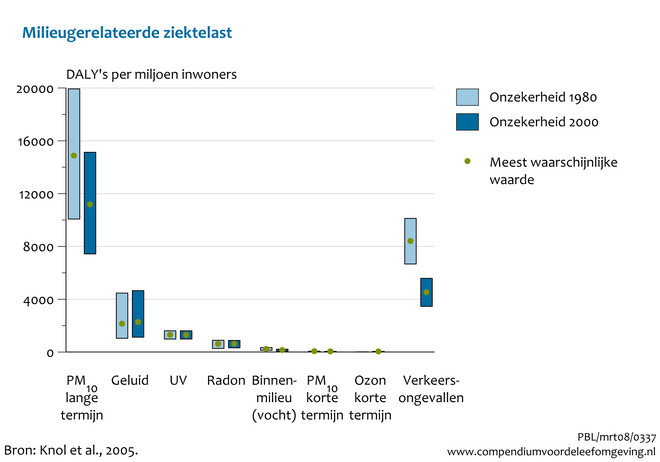 Milieugerelateerde ziektelast
DALY's per miljoen inwoners
20000
16000
12000
8000
4000
0
Onzekerheid 1980
Onzekerheid 2000
Meest waarschijnlijke
waarde
PM10
lange
termijn
Geluid
UV
Radon
Binnen-
milieu
(vocht)
PM10
korte
termijn
Ozon
korte
termijn
Verkeers-
ongevallen
PBL/mrt08/0337
Bron: Knol et al., 2005.
www.compendiumvoordeleefomgeving.nl